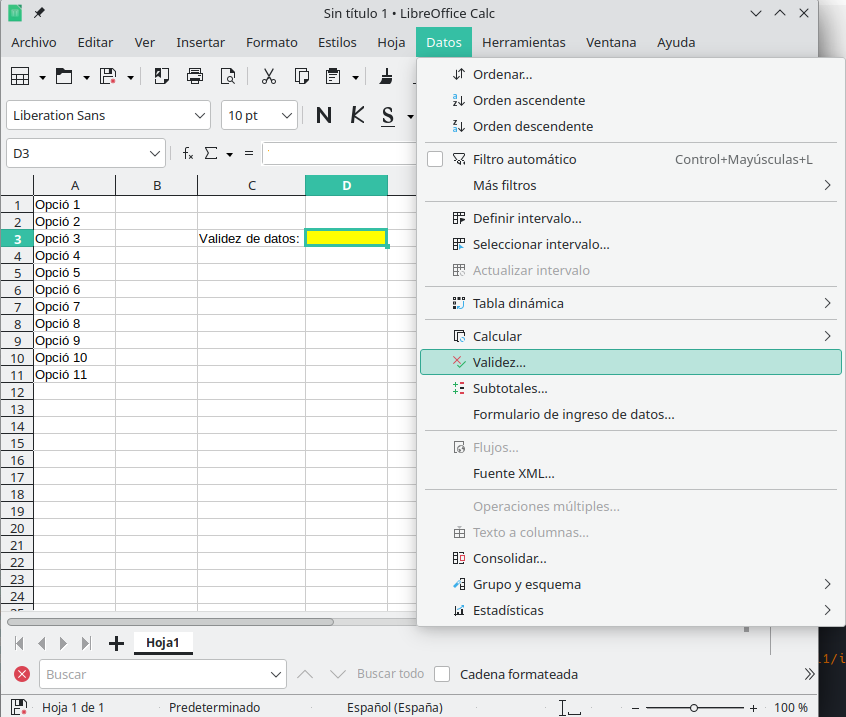 Sin título 1 • LibreOffice Calc
Archivo Editar Ver Insertar Formato Estilos Hoja Datos Herramientas Ventana Ayuda
Liberation Sans 10 pt N K S
D3 fx Σ =
A B C D
1 Opció 1
2 Opció 2
3 Opció 3 Validez de datos:
4 Opció 4
5 Opció 5
6 Opció 6
7 Opció 7
8 Opció 8
9 Opció 9
10 Opció 10
11 Opció 11
12
13
14
15
16
17
18
19
20
21
22
23
24
25
Ordenar...
Orden ascendente
Orden descendente
Filtro automático Control+Mayúsculas+L
Más filtros
Definir intervalo...
Seleccionar intervalo...
Actualizar intervalo
Tabla dinámica
Calcular
Validez...
Subtotales...
Formulario de ingreso de datos...
Flujos...
Fuente XML...
Operaciones múltiples...
Texto a columnas...
Consolidar...
Grupo y esquema
Estadísticas
Hoja1
Buscar Buscar todo Cadena formateada
Hoja 1 de 1 Predeterminado Español (España) 100 %